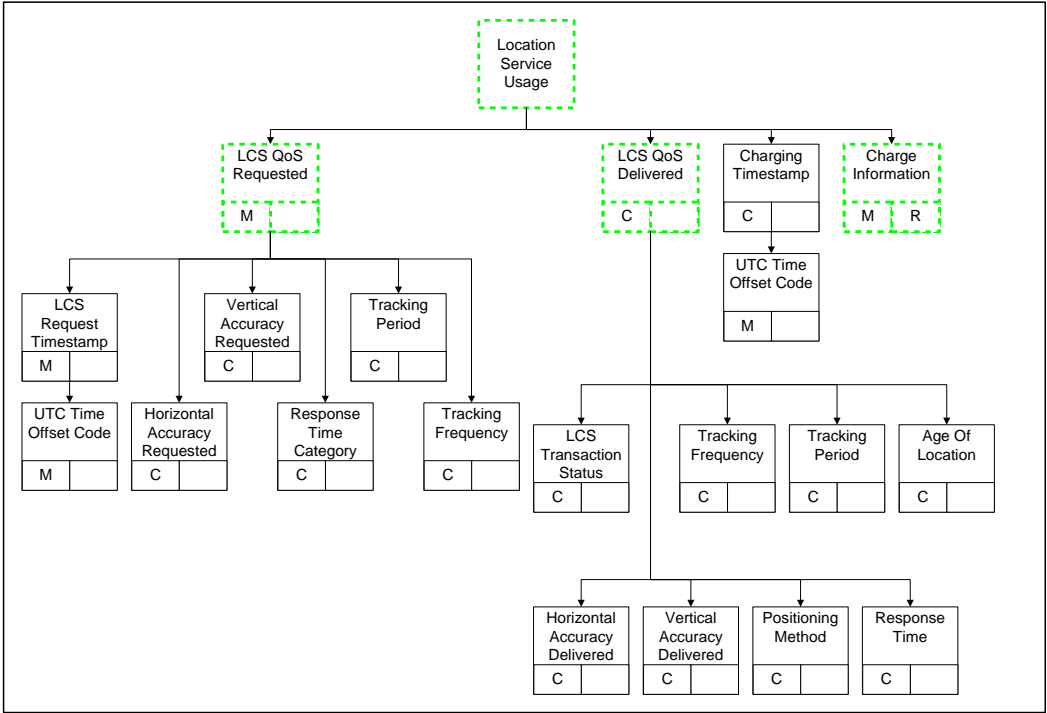 Location
Service
Usage
LCS QoS
Requested
M
LCS QoS
Delivered
C
Charging
Timestamp
C
Charge
Information
M R
UTC Time
Offset Code
M
LCS
Request
Timestamp
M
Vertical
Accuracy
Requested
C
Tracking
Period
C
UTC Time
Offset Code
M
Horizontal
Accuracy
Requested
C
Response
Time
Category
C
Tracking
Frequency
C
LCS
Transaction
Status
C
Tracking
Frequency
C
Tracking
Period
C
Age Of
Location
C
Horizontal
Accuracy
Delivered
C
Vertical
Accuracy
Delivered
C
Positioning
Method
C
Response
Time
C